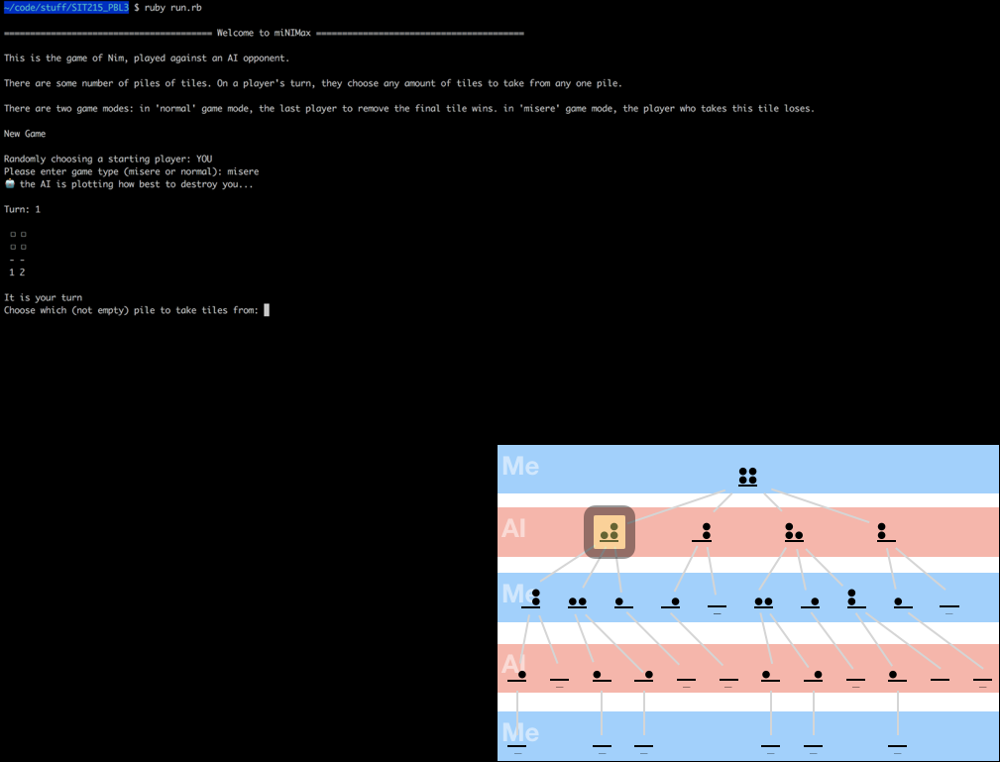 ~/code/stuff/SIT215_PBL3 $ ruby run.rb
======================================== Welcome to miNIMax ========================================
This is the game of Nim, played against an AI opponent.
There are some number of piles of tiles. On a player's turn, they choose any amount of tiles to take from any one pile.
There are two game modes: in 'normal' game mode, the last player to remove the final tile wins. in 'misere' game mode, the player who takes this tile loses.
New Game
Randomly choosing a starting player: YOU
Please enter game type (misere or normal): misere
the AI is plotting how best to destroy you...
Turn: 1
- -
1 2
It is your turn
Choose which (not empty) pile to take tiles from:
Me
AI
Me
AI
Me